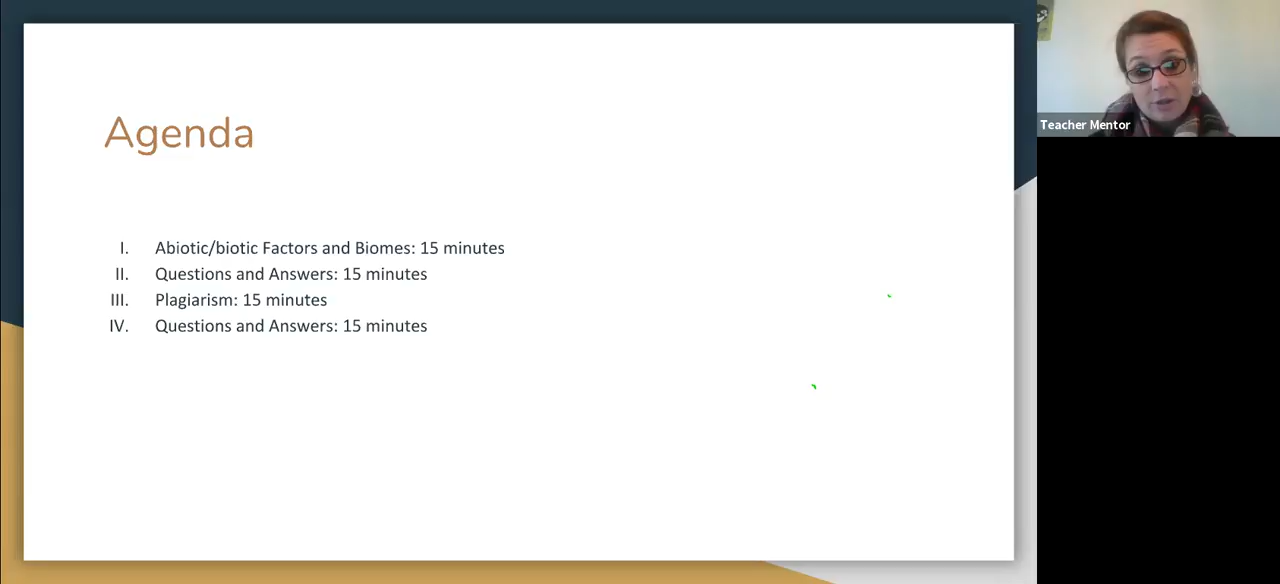 Agenda
I. Abiotic/biotic Factors and Biomes: 15 minutes
II. Questions and Answers: 15 minutes
III. Plagiarism: 15 minutes
IV. Questions and Answers: 15 minutes
Teacher Mentor